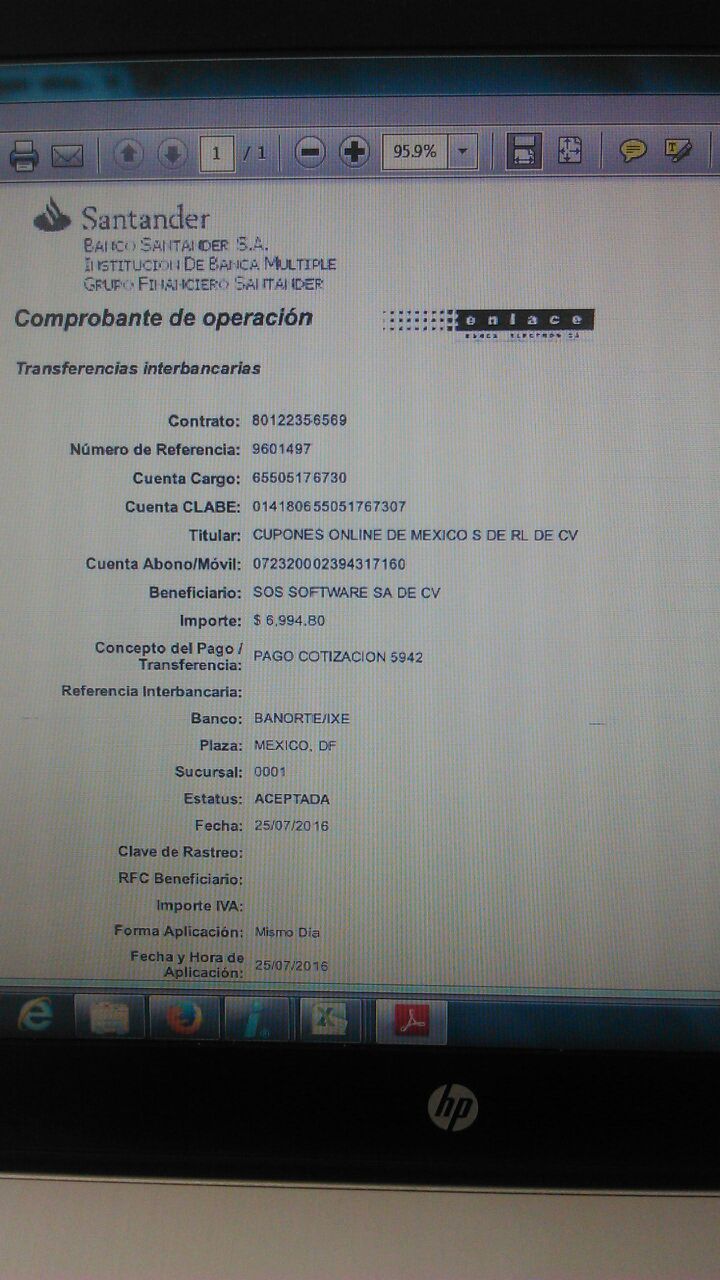 1 / 1 95.9%
Santander
BANCO SANTANDER S.A.
INSTITUCION DE BANCA MULTIPLE
GRUPO FINANCIERO SANTANDER
Comprobante de operación
enlace
Transferencias interbancarias
Contrato: 80122356569
Número de Referencia: 9601497
Cuenta Cargo: 65505176730
Cuenta CLABE: 014180655051767307
Titular: CUPONES ONLINE DE MEXICO S DE RL DE CV
Cuenta Abono/Móvil: 072320002394317160
Beneficiario: SOS SOFTWARE SA DE CV
Importe: $ 6,994.80
Concepto del Pago /
Transferencia: PAGO COTIZACION 5942
Referencia Interbancaria:
Banco: BANORTE/IXE
Plaza: MEXICO, DF
Sucursal: 0001
Estatus: ACEPTADA
Fecha: 25/07/2016
Clave de Rastreo:
RFC Beneficiario:
Importe IVA:
Forma Aplicación: Mismo Día
Fecha y Hora de
Aplicación: 25/07/2016
hp